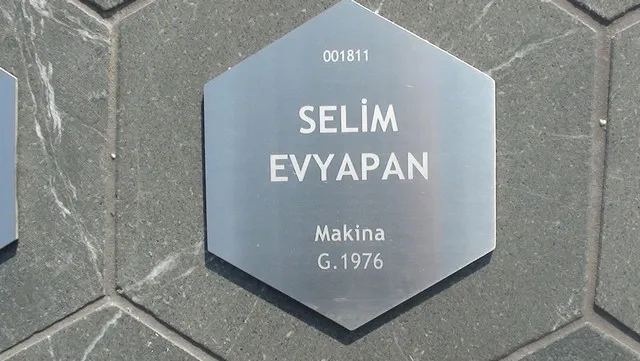 001811
SELİM
EVYAPAN
Makina
G.1976